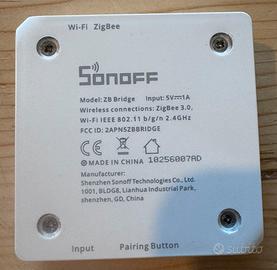 Wi-Fi ZigBee
SONOFF
Model: ZB Bridge Input: 5V⎓1A
Wireless connections: ZigBee 3.0,
Wi-Fi IEEE 802.11 b/g/n 2.4GHz
FCC ID: 2APN5ZBBRIDGE
CE
MADE IN CHINA 10256007AD
Manufacturer:
Shenzhen Sonoff Technologies Co., Ltd.
1001, BLDG8, Lianhua Industrial Park,
shenzhen, GD, China
Input Pairing Button
subito